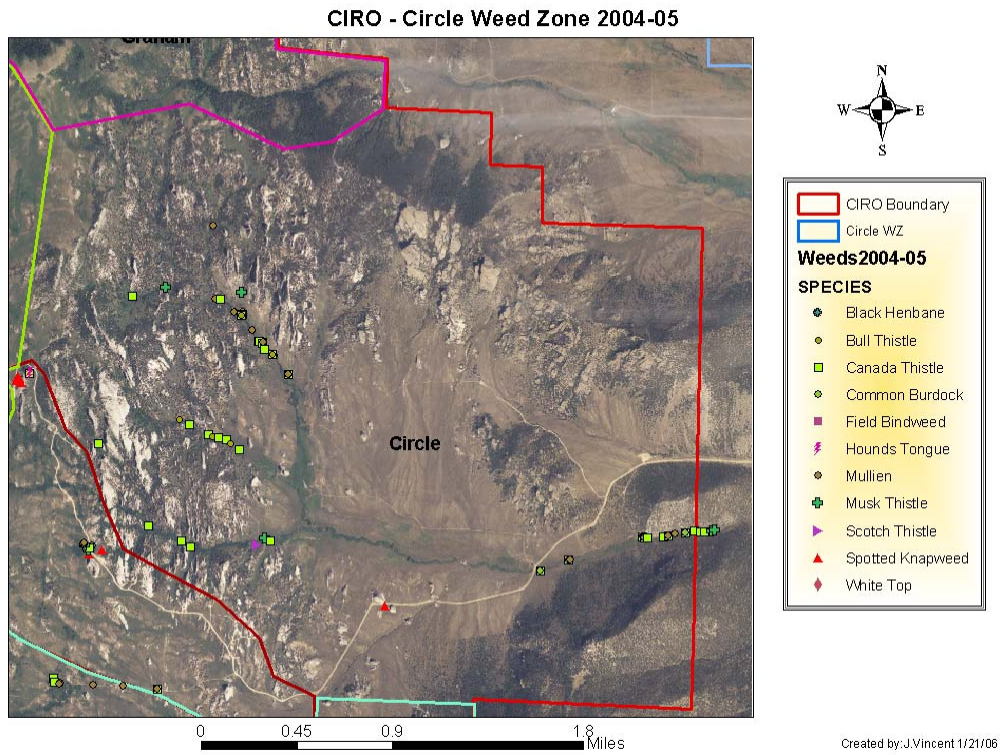 CIRO - Circle Weed Zone 2004-05
Graham
N
W E
S
CIRO Boundary
Circle WZ
Weeds2004-05
SPECIES
Black Henbane
Bull Thistle
Canada Thistle
Common Burdock
Field Bindweed
Hounds Tongue
Mullien
Musk Thistle
Scotch Thistle
Spotted Knapweed
White Top
Circle
0 0.45 0.9 1.8
Miles
Created by:J.Vincent 1/21/06